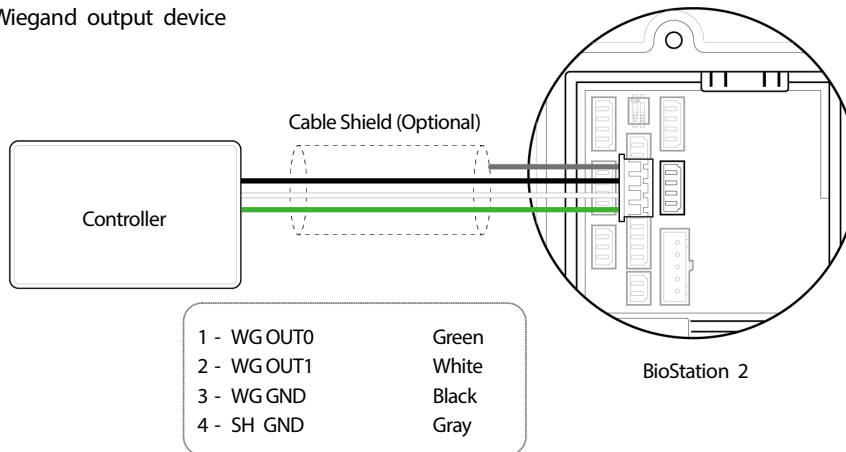 Wiegand output device
Cable Shield (Optional)
Controller
1 - WG OUT0 Green
2 - WG OUT1 White
3 - WG GND Black
4 - SH GND Gray
BioStation 2